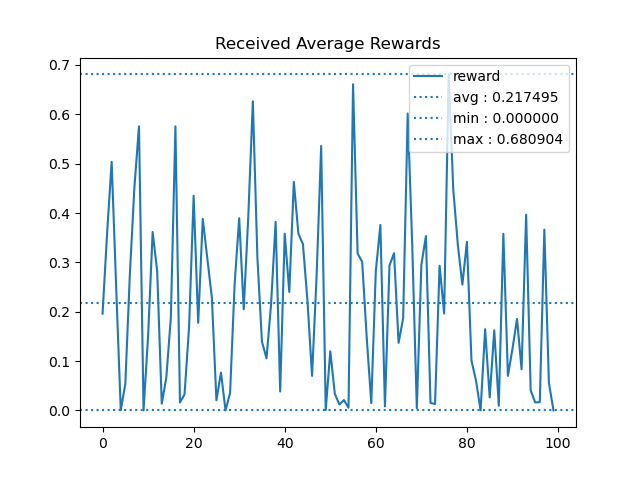 Received Average Rewards
0.7
0.6
0.5
0.4
0.3
0.2
0.1
0.0
reward
avg : 0.217495
min : 0.000000
max : 0.680904
0 20 40 60 80 100